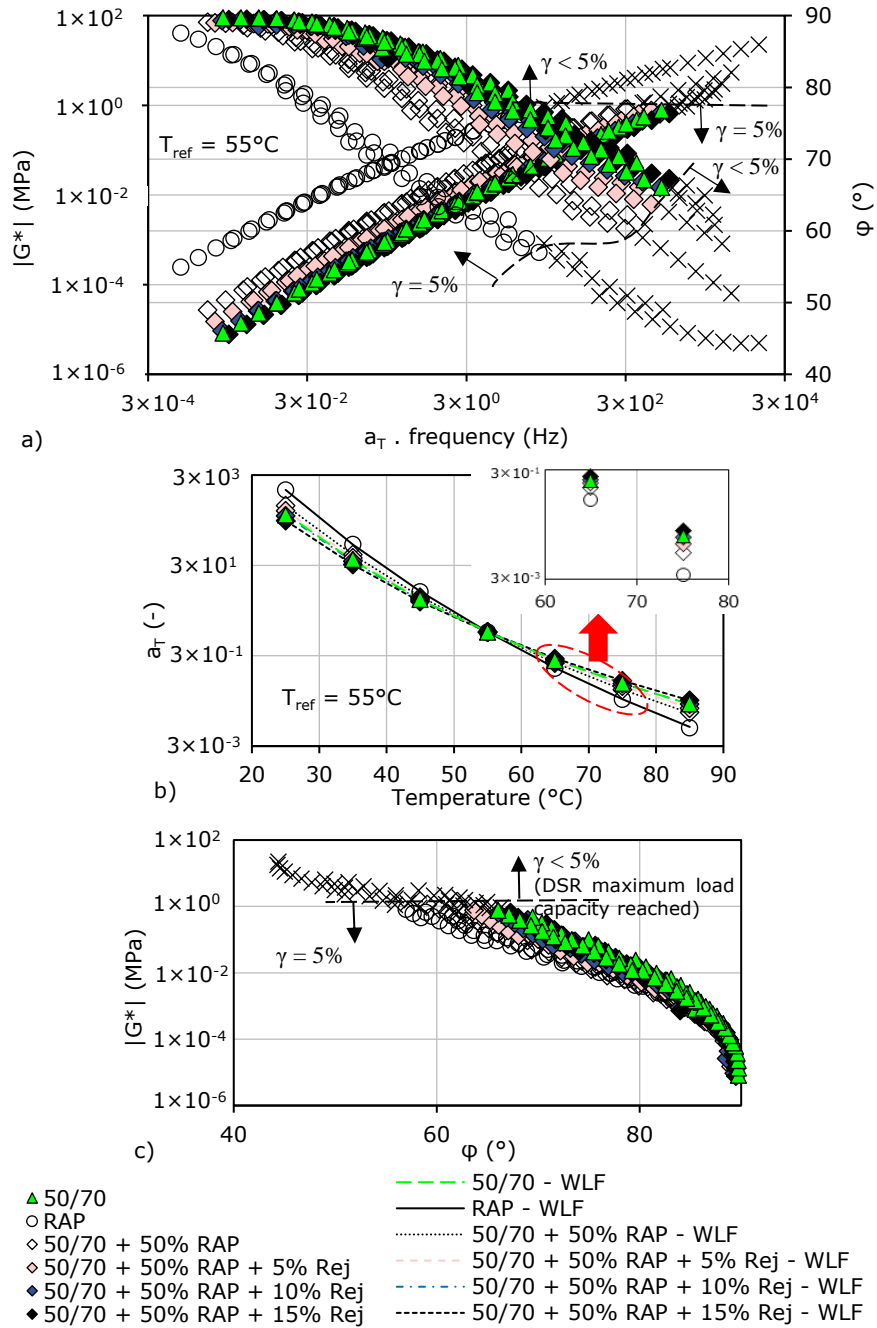 1×10²
1×10⁰
1×10⁻²
1×10⁻⁴
1×10⁻⁶
|G*| (MPa)
90
80
70
60
50
40
φ (°)
γ < 5%
γ = 5%
γ < 5%
T_ref = 55°C
γ = 5%
3×10⁻⁴ 3×10⁻² 3×10⁰ 3×10² 3×10⁴
a)
a_T . frequency (Hz)
3×10³
3×10¹
3×10⁻¹
3×10⁻³
a_T (-)
3×10⁻¹
3×10⁻³
60 70 80
T_ref = 55°C
20 30 40 50 60 70 80 90
b)
Temperature (°C)
1×10²
1×10⁰
1×10⁻²
1×10⁻⁴
1×10⁻⁶
|G*| (MPa)
γ < 5%
(DSR maximum load
capacity reached)
γ = 5%
40 60 80
c)
φ (°)
50/70
RAP
50/70 + 50% RAP
50/70 + 50% RAP + 5% Rej
50/70 + 50% RAP + 10% Rej
50/70 + 50% RAP + 15% Rej
50/70 - WLF
RAP - WLF
50/70 + 50% RAP - WLF
50/70 + 50% RAP + 5% Rej - WLF
50/70 + 50% RAP + 10% Rej - WLF
50/70 + 50% RAP + 15% Rej - WLF